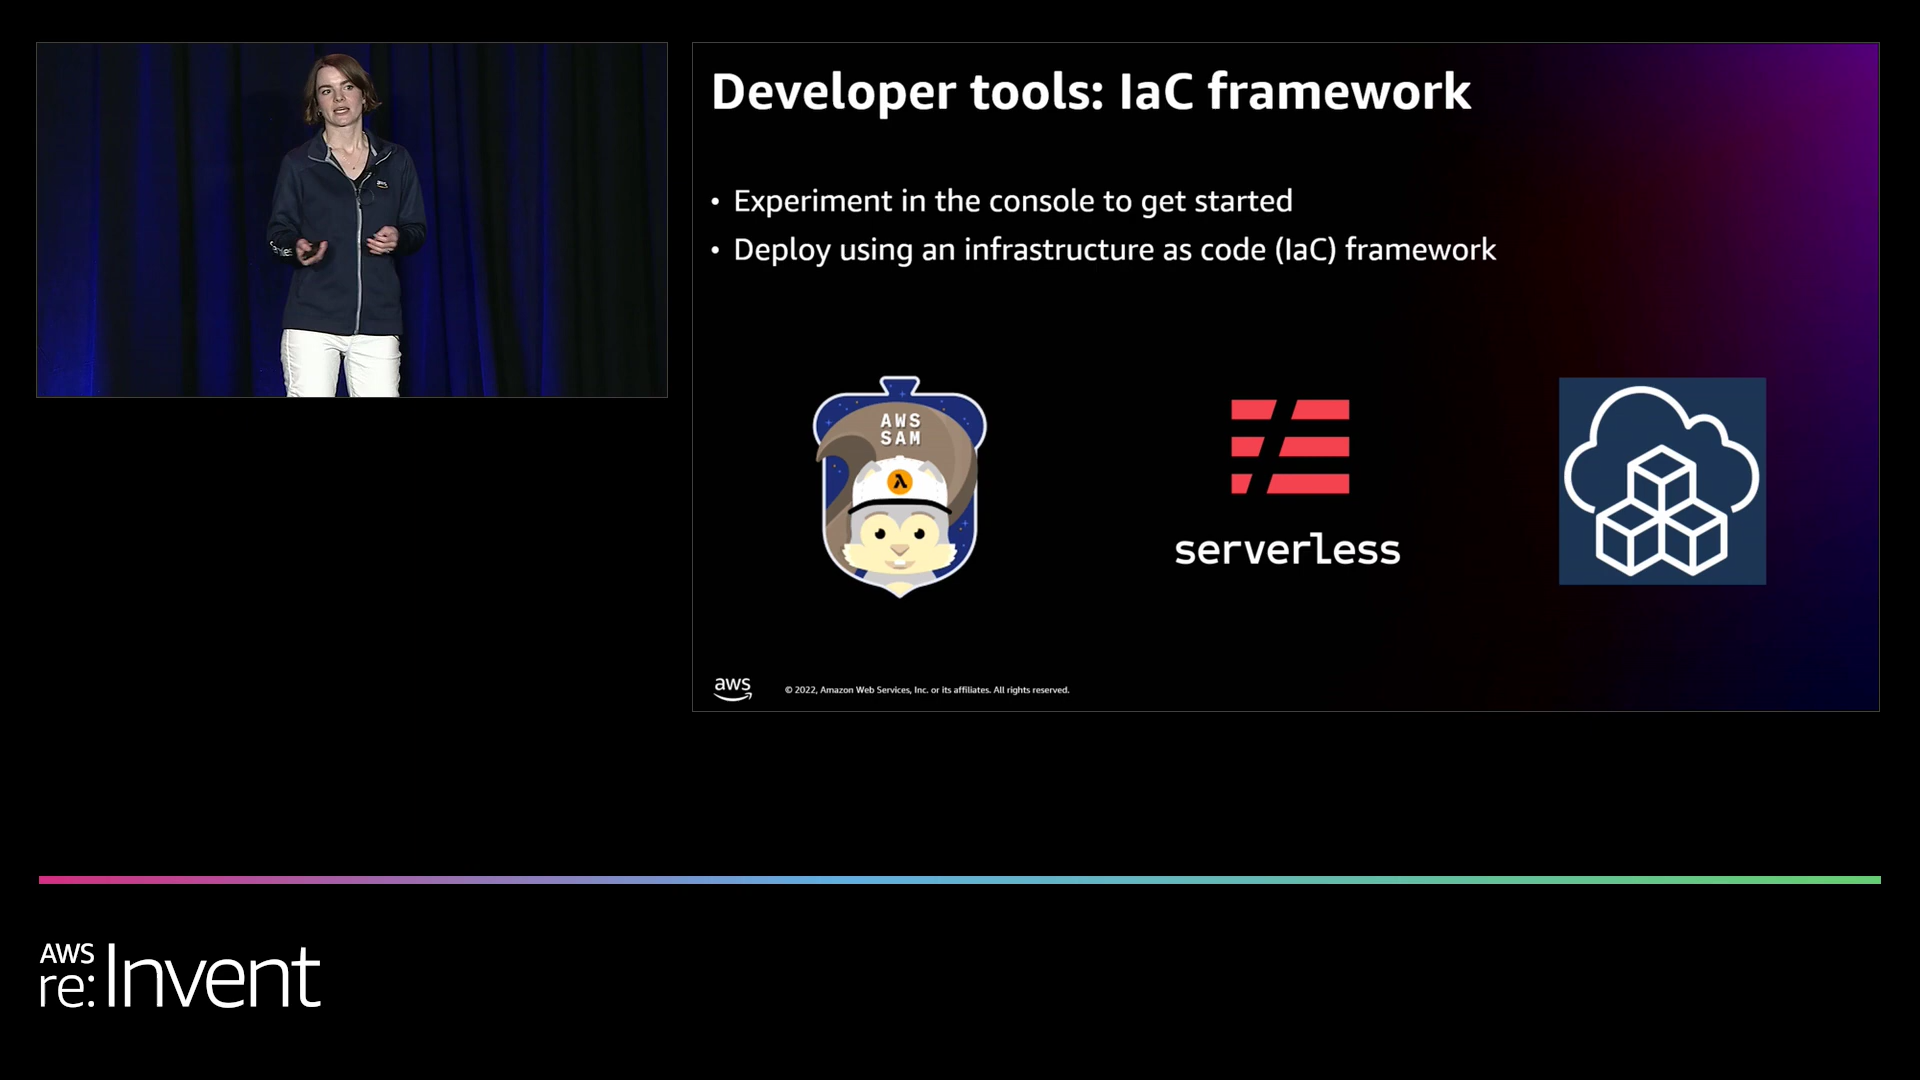 Developer tools: IaC framework
• Experiment in the console to get started
• Deploy using an infrastructure as code (IaC) framework
AWS
SAM
λ
serverless
aws
© 2022, Amazon Web Services, Inc. or its affiliates. All rights reserved.
aws
AWS
re:Invent